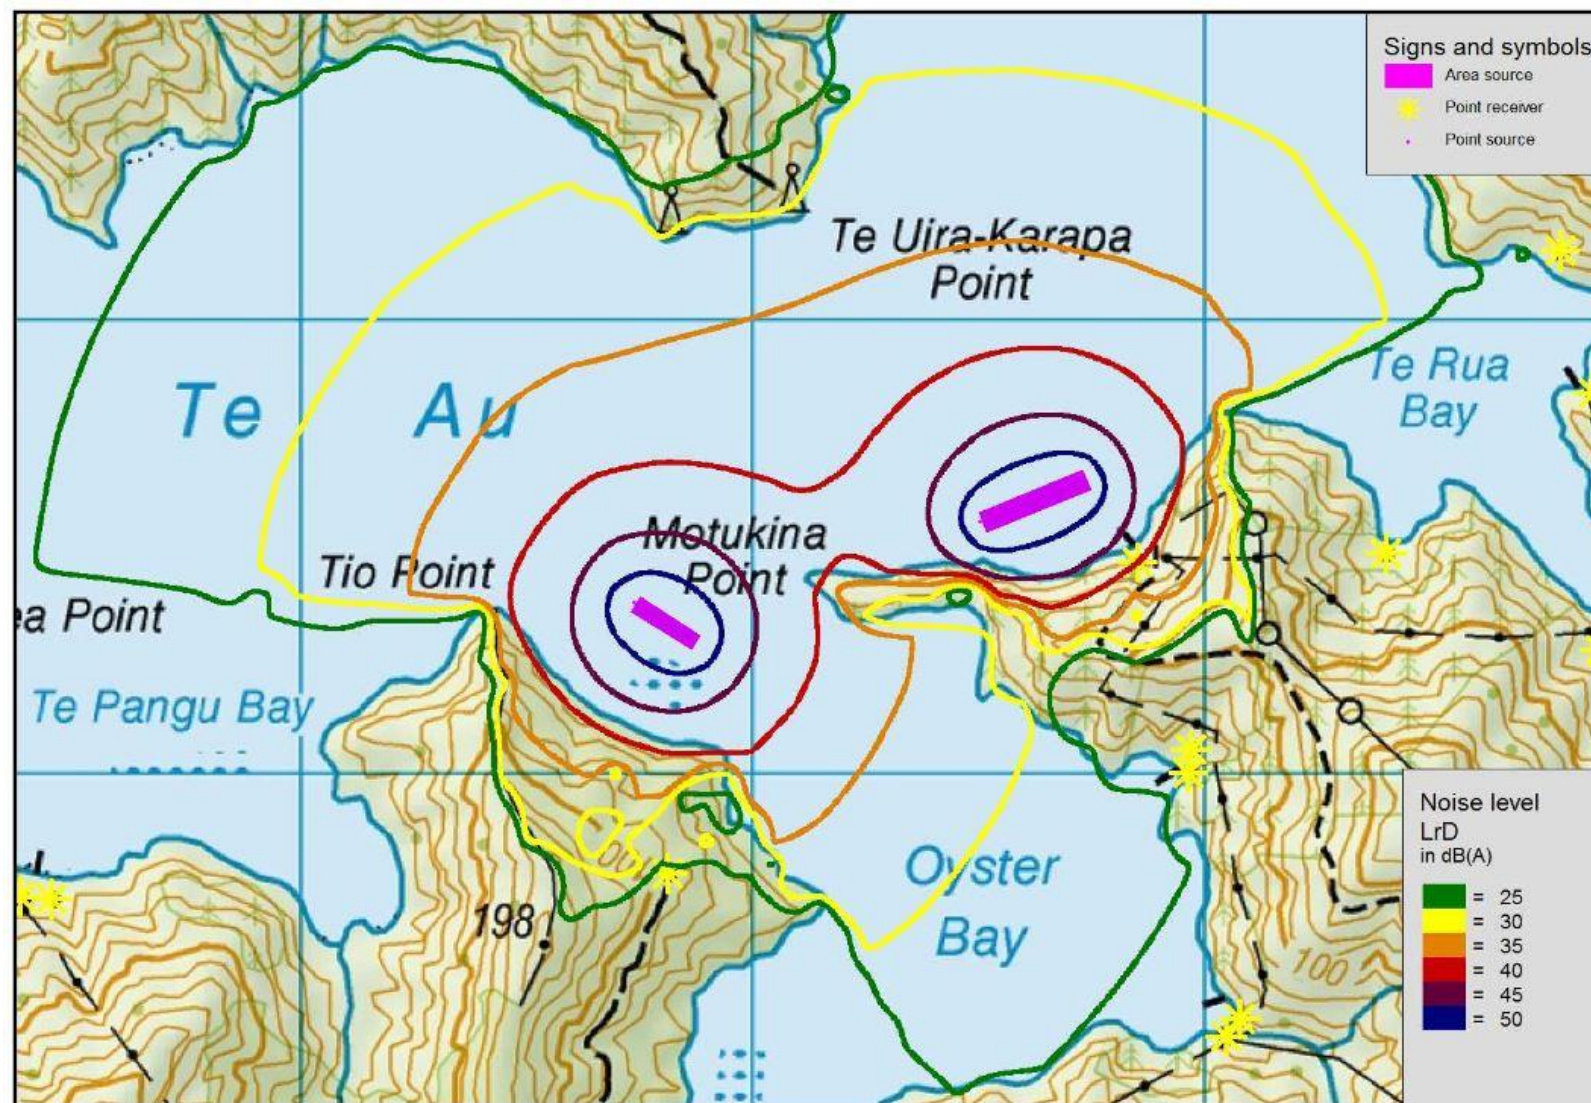 Signs and symbols
Area source
Point receiver
Point source
Te Uira-Karapa
Point
Te Rua
Bay
Te Au
Motukina
Point
Tio Point
ea Point
Te Pangu Bay
Oyster
Bay
198
100
Noise level
LrD
in dB(A)
= 25
= 30
= 35
= 40
= 45
= 50